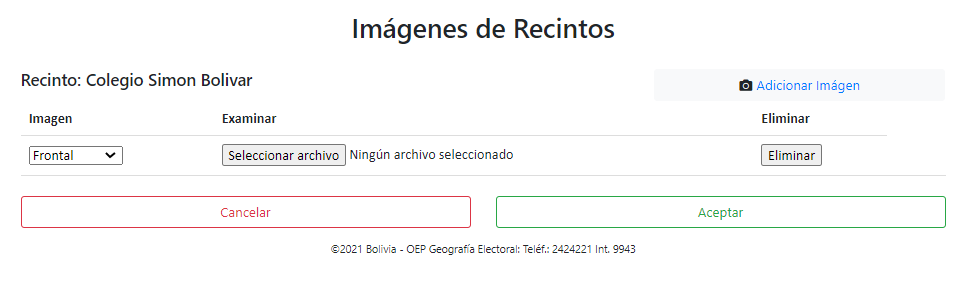 Imágenes de Recintos
Recinto: Colegio Simon Bolivar
Adicionar Imágen
Imagen Examinar Eliminar
Frontal Seleccionar archivo Ningún archivo seleccionado Eliminar
Cancelar Aceptar
©2021 Bolivia - OEP Geografía Electoral: Teléf.: 2424221 Int. 9943